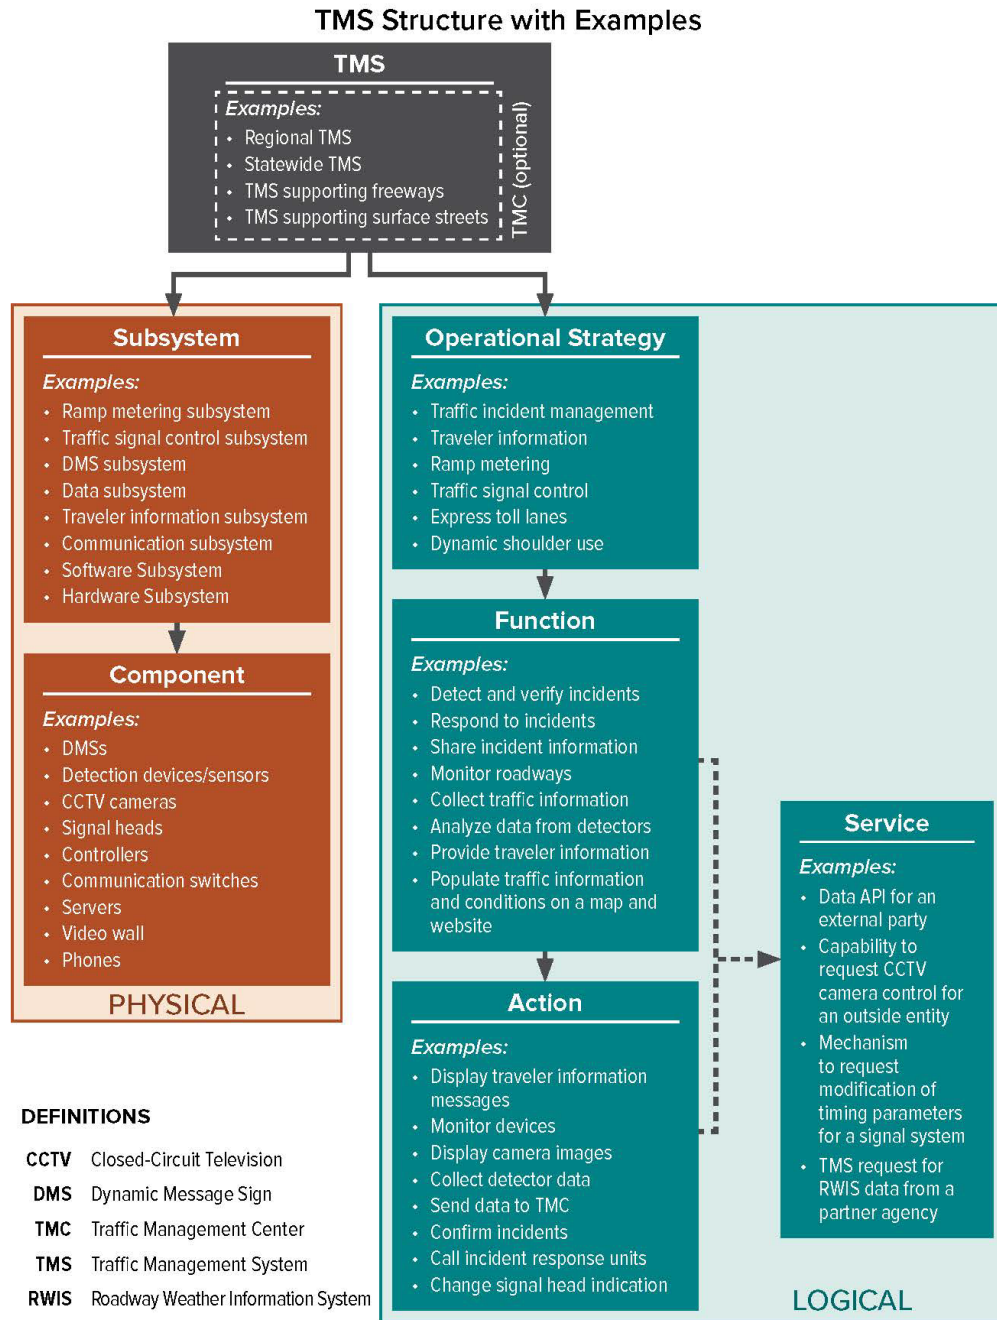 TMS Structure with Examples
TMS
Examples:
• Regional TMS
• Statewide TMS
• TMS supporting freeways
• TMS supporting surface streets
TMC (optional)
Subsystem
Examples:
• Ramp metering subsystem
• Traffic signal control subsystem
• DMS subsystem
• Data subsystem
• Traveler information subsystem
• Communication subsystem
• Software Subsystem
• Hardware Subsystem
Component
Examples:
• DMSs
• Detection devices/sensors
• CCTV cameras
• Signal heads
• Controllers
• Communication switches
• Servers
• Video wall
• Phones
PHYSICAL
Operational Strategy
Examples:
• Traffic incident management
• Traveler information
• Ramp metering
• Traffic signal control
• Express toll lanes
• Dynamic shoulder use
Function
Examples:
• Detect and verify incidents
• Respond to incidents
• Share incident information
• Monitor roadways
• Collect traffic information
• Analyze data from detectors
• Provide traveler information
• Populate traffic information
and conditions on a map and
website
Action
Examples:
• Display traveler information
messages
• Monitor devices
• Display camera images
• Collect detector data
• Send data to TMC
• Confirm incidents
• Call incident response units
• Change signal head indication
Service
Examples:
• Data API for an
external party
• Capability to
request CCTV
camera control for
an outside entity
• Mechanism
to request
modification of
timing parameters
for a signal system
• TMS request for
RWIS data from a
partner agency
LOGICAL
DEFINITIONS
CCTV Closed-Circuit Television
DMS Dynamic Message Sign
TMC Traffic Management Center
TMS Traffic Management System
RWIS Roadway Weather Information System